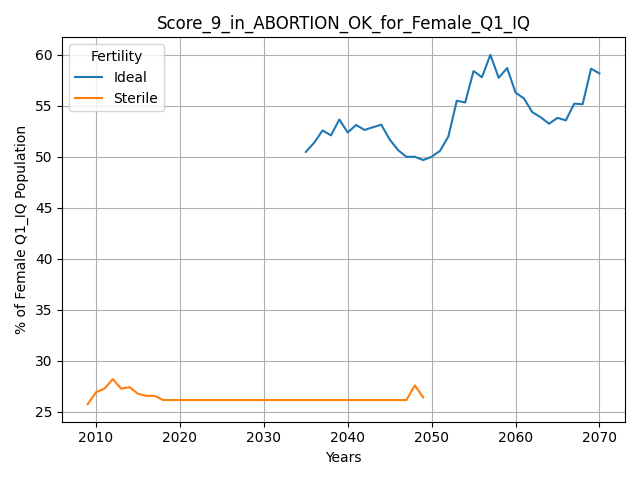 Score_9_in_ABORTION_OK_for_Female_Q1_IQ
Fertility
Ideal
Sterile
% of Female Q1_IQ Population
60
55
50
45
40
35
30
25
2010 2020 2030 2040 2050 2060 2070
Years